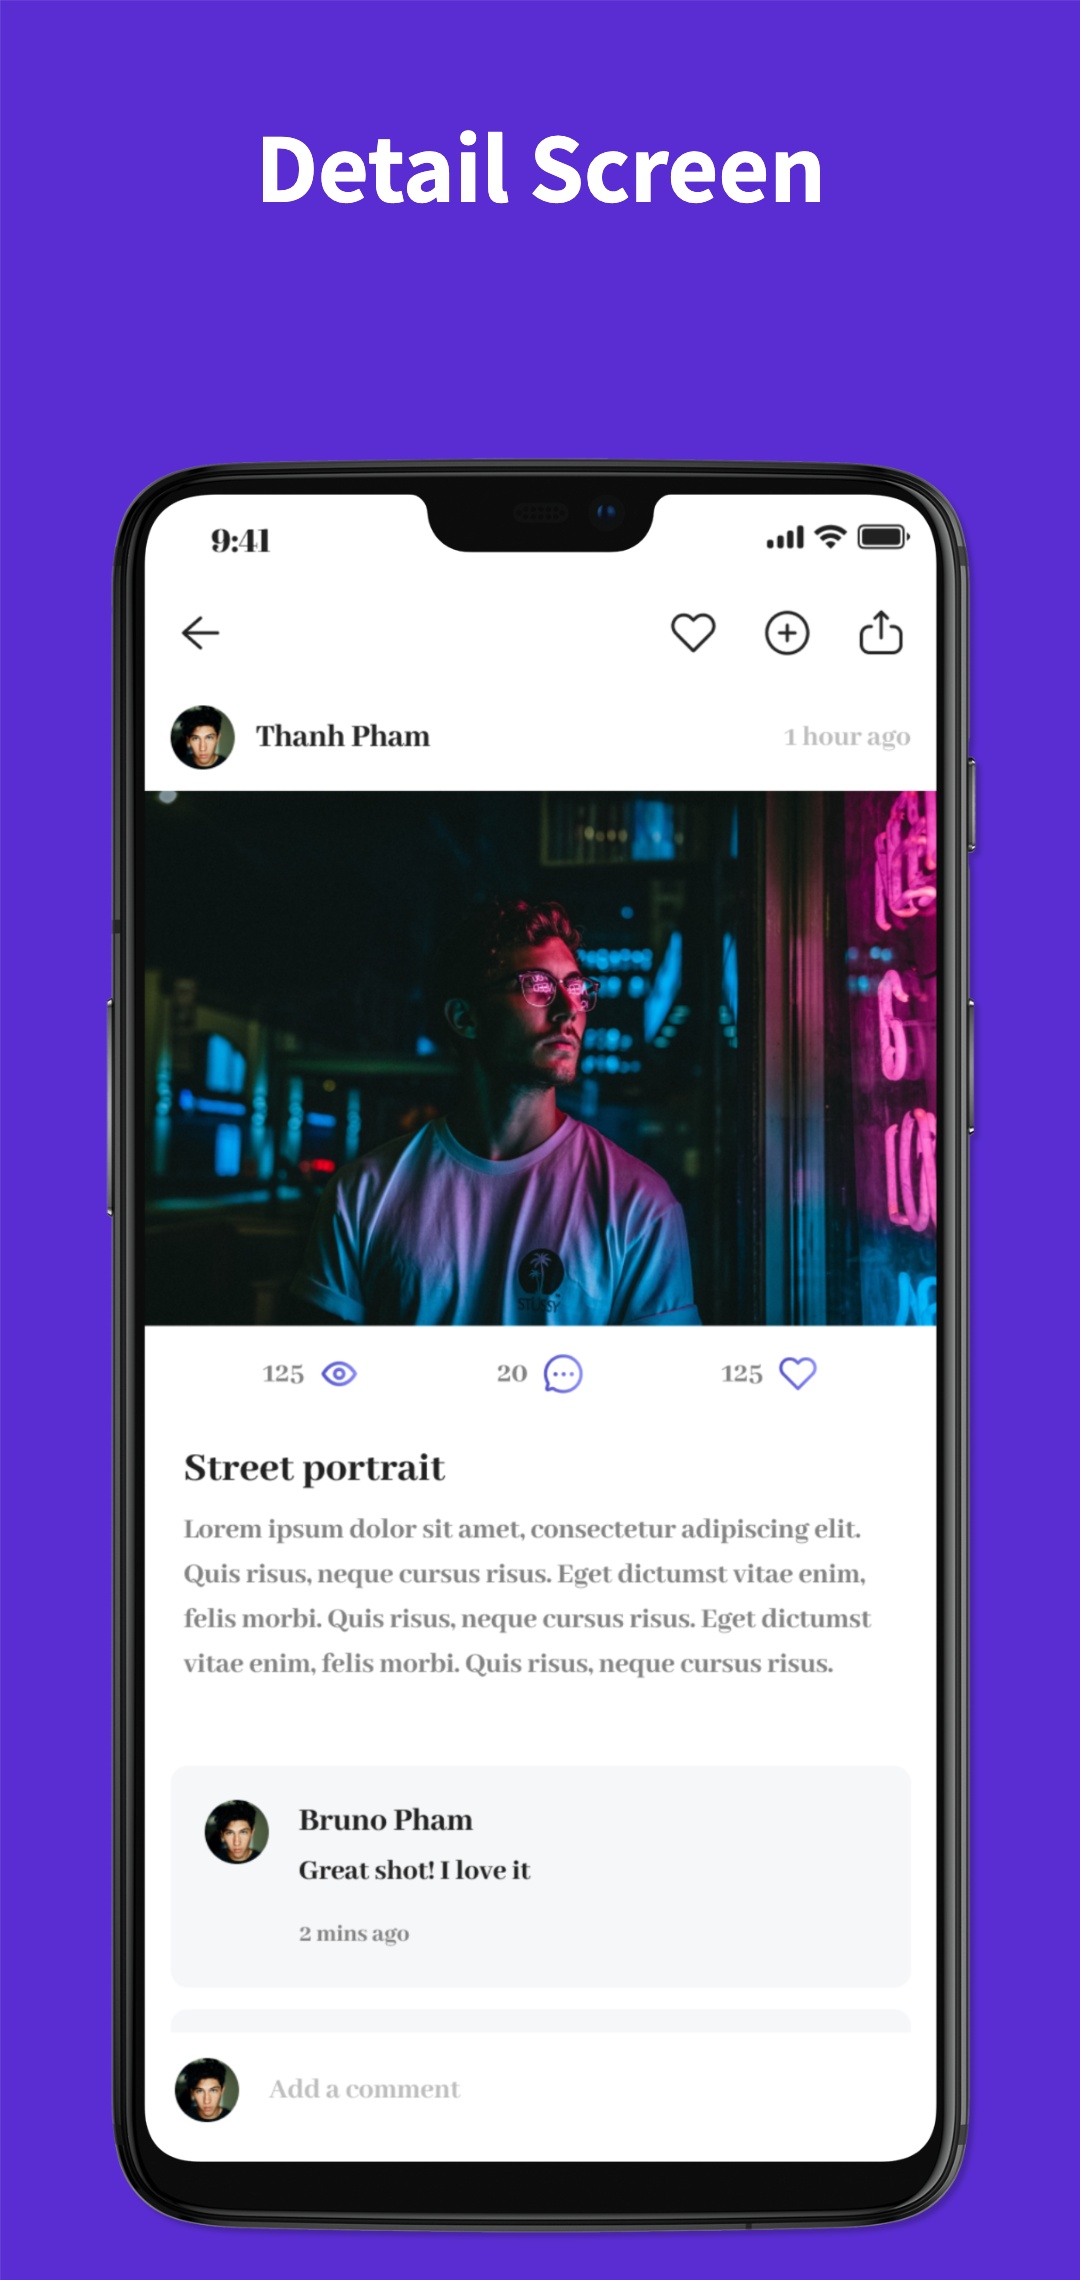 Detail Screen
9:41
Thanh Pham
1 hour ago
STUSSY
125
20
125
Street portrait
Lorem ipsum dolor sit amet, consectetur adipiscing elit.
Quis risus, neque cursus risus. Eget dictumst vitae enim,
felis morbi. Quis risus, neque cursus risus. Eget dictumst
vitae enim, felis morbi. Quis risus, neque cursus risus.
Bruno Pham
Great shot! I love it
2 mins ago
Add a comment